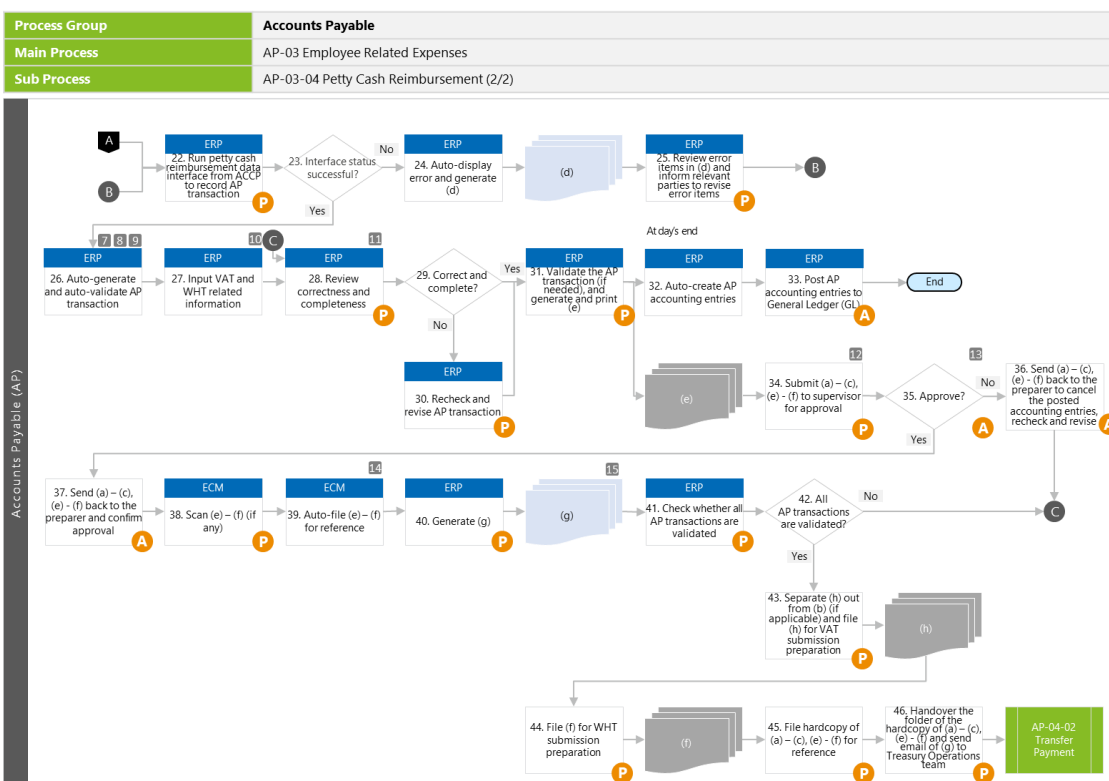 Process Group
Accounts Payable
Main Process
AP-03 Employee Related Expenses
Sub Process
AP-03-04 Petty Cash Reimbursement (2/2)
Accounts Payable (AP)
A
B
ERP
22. Run petty cash
reimbursement data
interface from ACCP
to record AP
transaction
P
23. Interface status
successful?
No
Yes
ERP
24. Auto-display
error and generate
(d)
(d)
ERP
25. Review error
items in (d) and
inform relevant
parties to revise
error items
P
B
7
8
9
ERP
26. Auto-generate
and auto-validate AP
transaction
10
ERP
27. Input VAT and
WHT related
information
C
11
ERP
28. Review
correctness and
completeness
P
29. Correct and
complete?
Yes
No
ERP
30. Recheck and
revise AP transaction
P
ERP
31. Validate the AP
transaction (if
needed), and
generate and print
(e)
P
At day's end
ERP
32. Auto-create AP
accounting entries
ERP
33. Post AP
accounting entries to
General Ledger (GL)
A
End
(e)
12
34. Submit (a) – (c),
(e) - (f) to supervisor
for approval
P
13
35. Approve?
A
No
Yes
36. Send (a) – (c),
(e) - (f) back to the
preparer to cancel
the posted
accounting entries,
recheck and revise
A
37. Send (a) – (c),
(e) - (f) back to the
preparer and confirm
approval
A
ECM
38. Scan (e) – (f) (if
any)
P
14
ECM
39. Auto-file (e) – (f)
for reference
ERP
40. Generate (g)
P
15
(g)
ERP
41. Check whether all
AP transactions are
validated
P
42. All
AP transactions
are validated?
No
Yes
C
43. Separate (h) out
from (b) (if
applicable) and file
(h) for VAT
submission
preparation
P
(h)
44. File (f) for WHT
submission
preparation
P
(f)
45. File hardcopy of
(a) – (c), (e) - (f) for
reference
P
46. Handover the
folder of the
hardcopy of (a) – (c),
(e) - (f) and send
email of (g) to
Treasury Operations
team
P
AP-04-02
Transfer
Payment